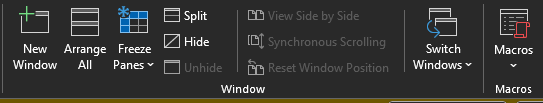 New
Window
Arrange
All
Freeze
Panes
Split
Hide
Unhide
View Side by Side
Synchronous Scrolling
Reset Window Position
Switch
Windows
Macros
Window
Macros